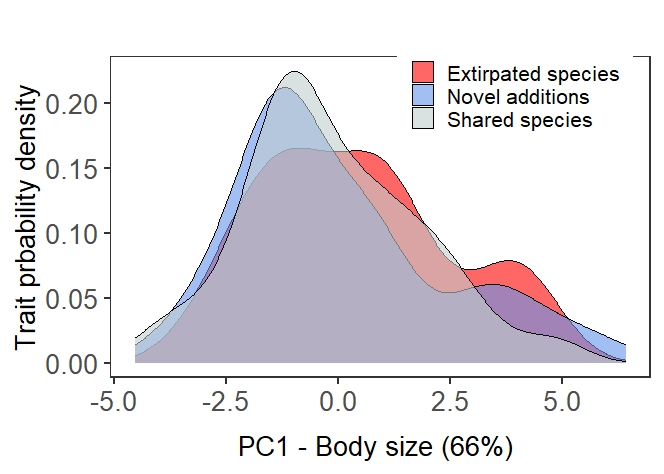 Extirpated species
Novel additions
Shared species
Trait prbability density
0.20
0.15
0.10
0.05
0.00
-5.0 -2.5 0.0 2.5 5.0
PC1 - Body size (66%)